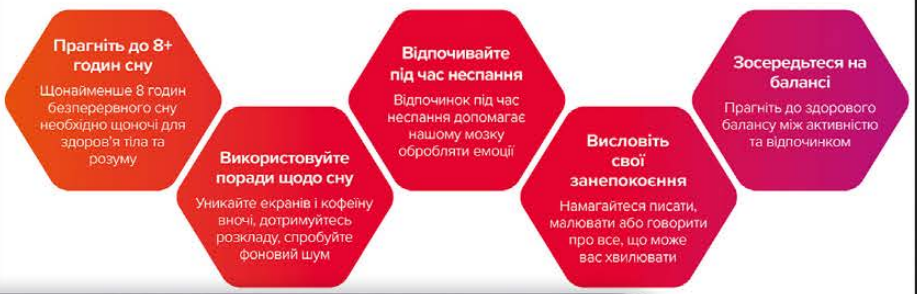 Прагніть до 8+
годин сну
Щонайменше 8 годин
безперервного сну
необхідно щоночі для
здоров'я тіла та
розуму
Використовуйте
поради щодо сну
Уникайте екранів і кофеїну
вночі, дотримуйтесь
розкладу, спробуйте
фоновий шум
Відпочивайте
під час неспання
Відпочинок під час
неспання допомагає
нашому мозку
обробляти емоції
Висловіть
свої
занепокоєння
Намагайтеся писати,
малювати або говорити
про все, що може
вас хвилювати
Зосередьтеся на
балансі
Прагніть до здорового
балансу між активністю
та відпочинком